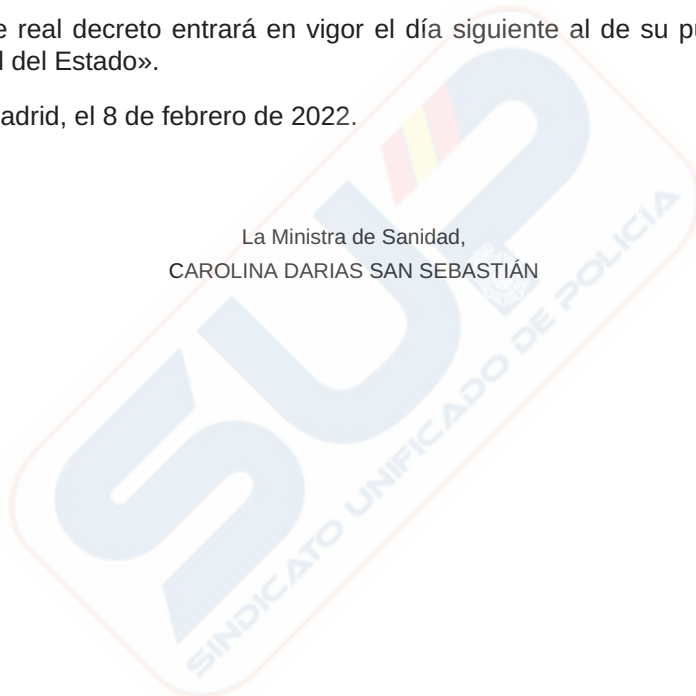 e real decreto entrará en vigor el día siguiente al de su pu
l del Estado».
adrid, el 8 de febrero de 2022.
La Ministra de Sanidad,
CAROLINA DARIAS SAN SEBASTIÁN
SUP
SINDICATO UNIFICADO DE POLICIA